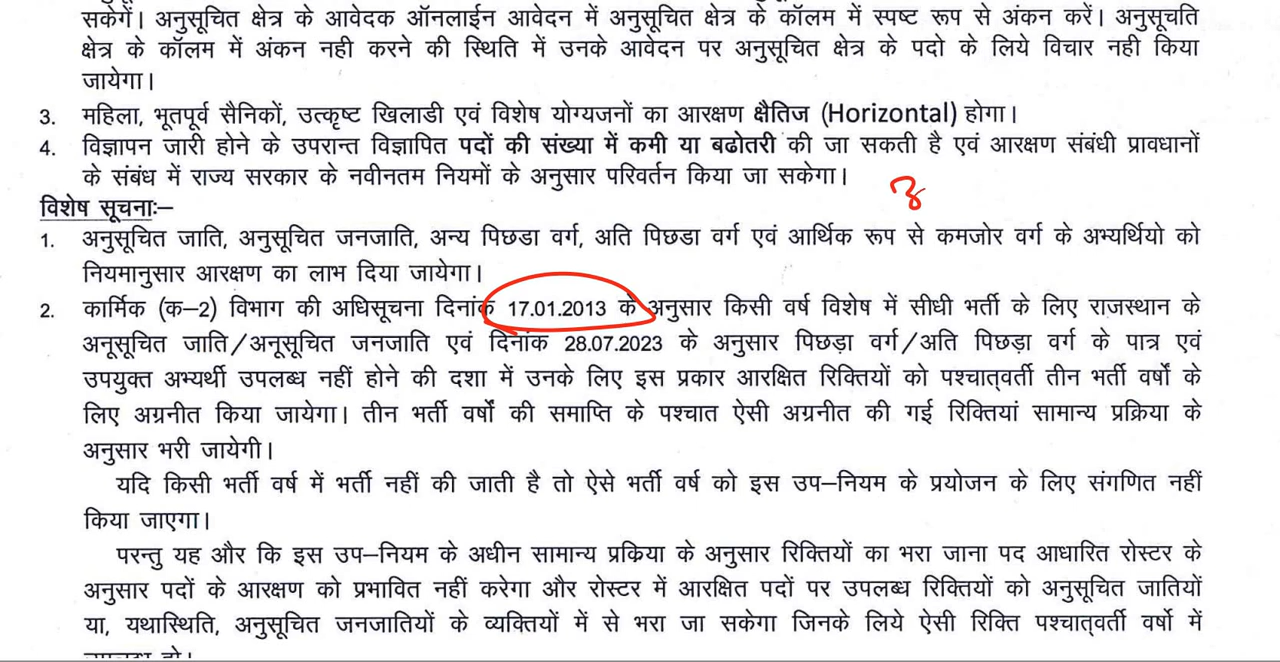 सकेगें। अनुसूचित क्षेत्र के आवेदक ऑनलाईन आवेदन में अनुसूचित क्षेत्र के कॉलम में स्पष्ट रूप से अंकन करें। अनुसूचति
क्षेत्र के कॉलम में अंकन नही करने की स्थिति में उनके आवेदन पर अनुसूचित क्षेत्र के पदो के लिये विचार नही किया
जायेगा।
3. महिला, भूतपूर्व सैनिकों, उत्कृष्ट खिलाडी एवं विशेष योग्यजनों का आरक्षण क्षैतिज (Horizontal) होगा।
4. विज्ञापन जारी होने के उपरान्त विज्ञापित पदों की संख्या में कमी या बढोतरी की जा सकती है एवं आरक्षण संबंधी प्रावधानों
के संबंध में राज्य सरकार के नवीनतम नियमों के अनुसार परिवर्तन किया जा सकेगा।
विशेष सूचनाः–
1. अनुसूचित जाति, अनुसूचित जनजाति, अन्य पिछडा वर्ग, अति पिछडा वर्ग एवं आर्थिक रूप से कमजोर वर्ग के अभ्यर्थियो को
नियमानुसार आरक्षण का लाभ दिया जायेगा।
2. कार्मिक (क–2) विभाग की अधिसूचना दिनांक 17.01.2013 के अनुसार किसी वर्ष विशेष में सीधी भर्ती के लिए राजस्थान के
अनूसूचित जाति/अनूसूचित जनजाति एवं दिनांक 28.07.2023 के अनुसार पिछड़ा वर्ग/अति पिछड़ा वर्ग के पात्र एवं
उपयुक्त अभ्यर्थी उपलब्ध नहीं होने की दशा में उनके लिए इस प्रकार आरक्षित रिक्तियों को पश्चात्‌वर्ती तीन भर्ती वर्षों के
लिए अग्रनीत किया जायेगा। तीन भर्ती वर्षों की समाप्ति के पश्चात ऐसी अग्रनीत की गई रिक्तियां सामान्य प्रक्रिया के
अनुसार भरी जायेगी।
यदि किसी भर्ती वर्ष में भर्ती नहीं की जाती है तो ऐसे भर्ती वर्ष को इस उप–नियम के प्रयोजन के लिए संगणित नहीं
किया जाएगा।
परन्तु यह और कि इस उप–नियम के अधीन सामान्य प्रक्रिया के अनुसार रिक्तियों का भरा जाना पद आधारित रोस्टर के
अनुसार पदों के आरक्षण को प्रभावित नहीं करेगा और रोस्टर में आरक्षित पदों पर उपलब्ध रिक्तियों को अनुसूचित जातियों
या, यथास्थिति, अनुसूचित जनजातियों के व्यक्तियों में से भरा जा सकेगा जिनके लिये ऐसी रिक्ति पश्चात्‌वर्ती वर्षो में